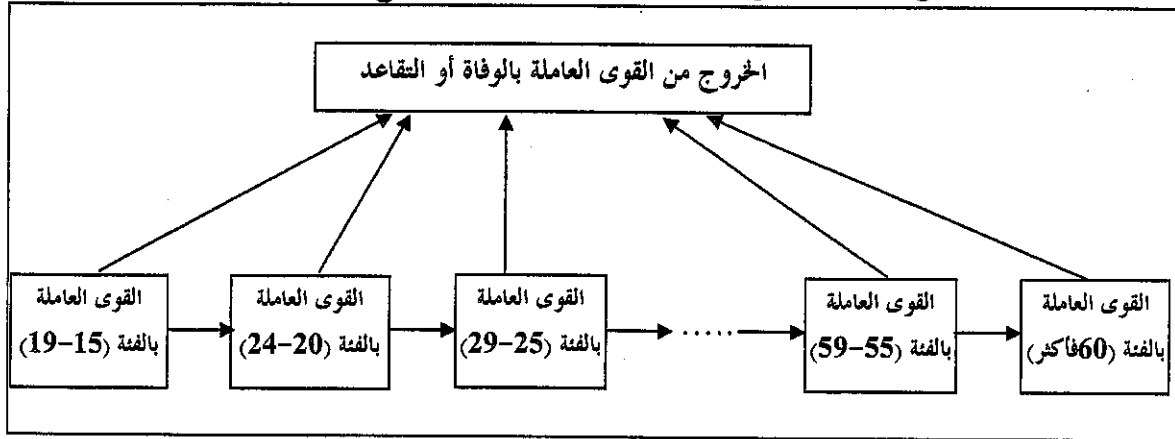 الخروج من القوى العاملة بالوفاة أو التقاعد
القوى العاملة
بالفئة (15-19)
القوى العاملة
بالفئة (20-24)
القوى العاملة
بالفئة (25-29)
.....
القوى العاملة
بالفئة (55-59)
القوى العاملة
بالفئة (60فأكثر)